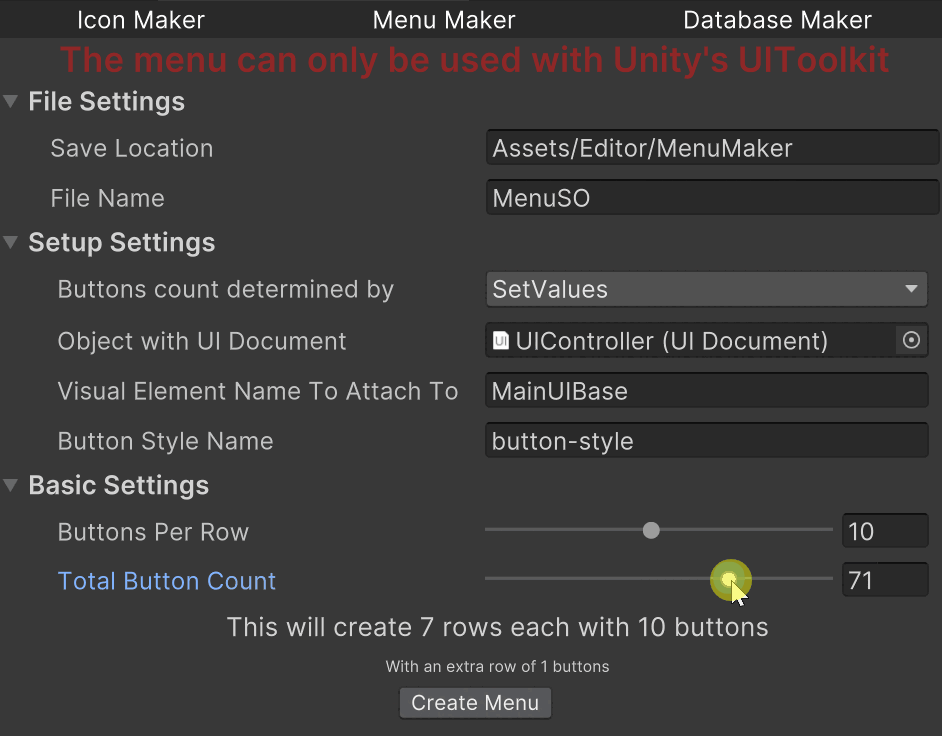 Icon Maker Menu Maker Database Maker
The menu can only be used with Unity's UIToolkit
File Settings
Save Location Assets/Editor/MenuMaker
File Name MenuSO
Setup Settings
Buttons count determined by SetValues
Object with UI Document UI UIController (UI Document)
Visual Element Name To Attach To MainUIBase
Button Style Name button-style
Basic Settings
Buttons Per Row 10
Total Button Count 71
This will create 7 rows each with 10 buttons
With an extra row of 1 buttons
Create Menu